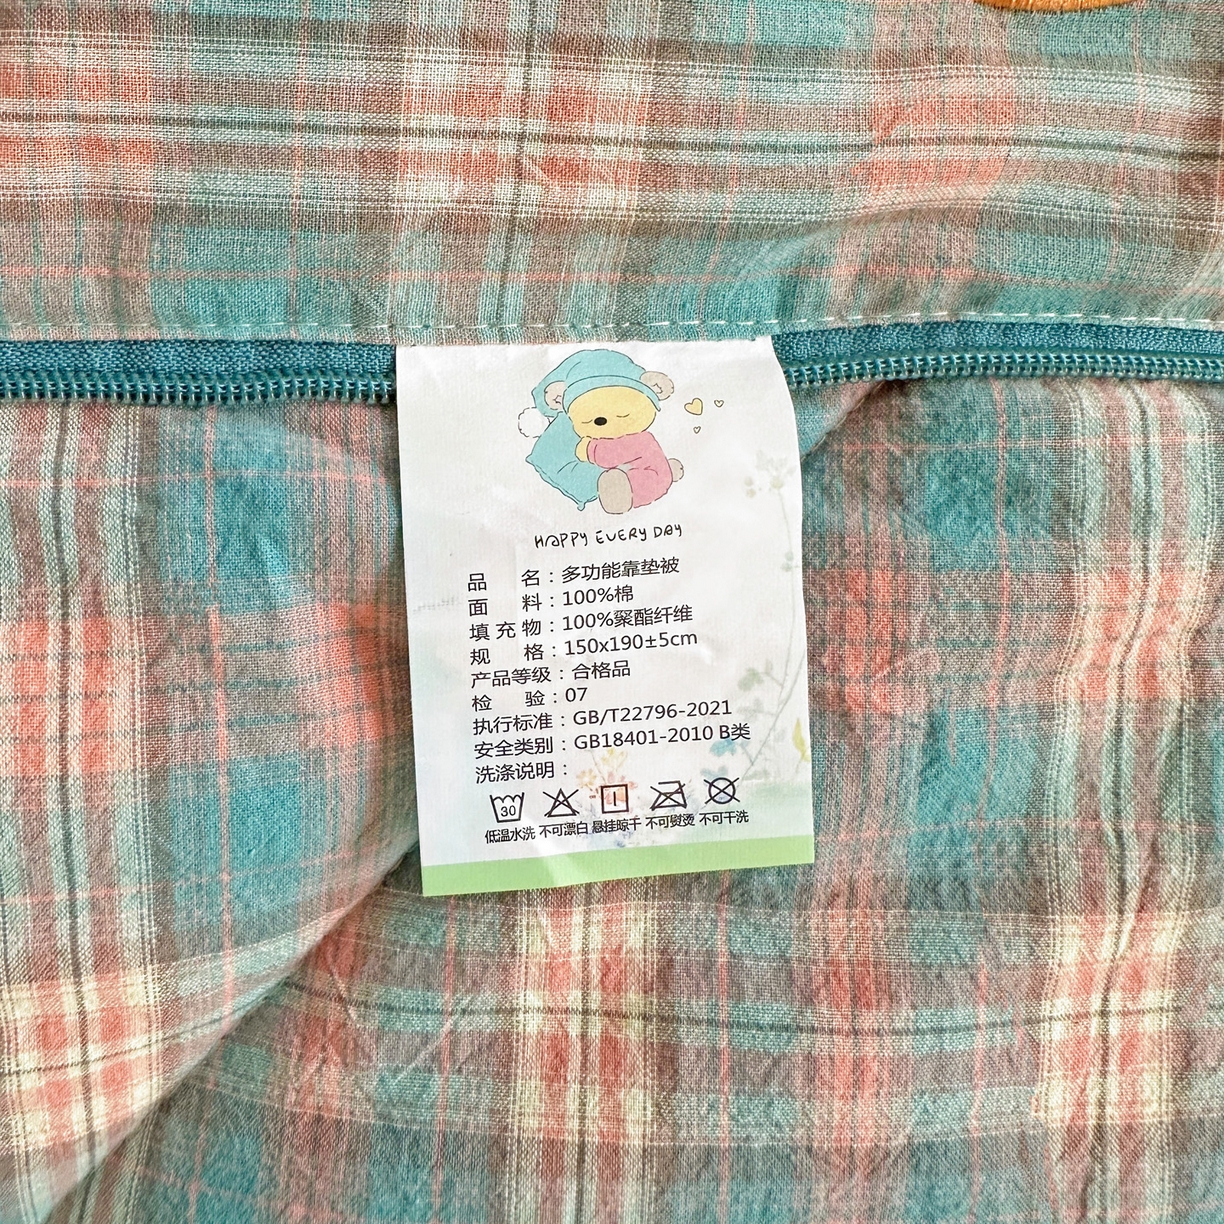 HAPPY EVERY DAY
品 名：多功能靠垫被
面 料：100%棉
填充物：100%聚酯纤维
规 格：150x190±5cm
产品等级：合格品
检 验：07
执行标准：GB/T22796-2021
安全类别：GB18401-2010 B类
洗涤说明：
30
低温水洗 不可漂白 悬挂晾干 不可熨烫 不可干洗